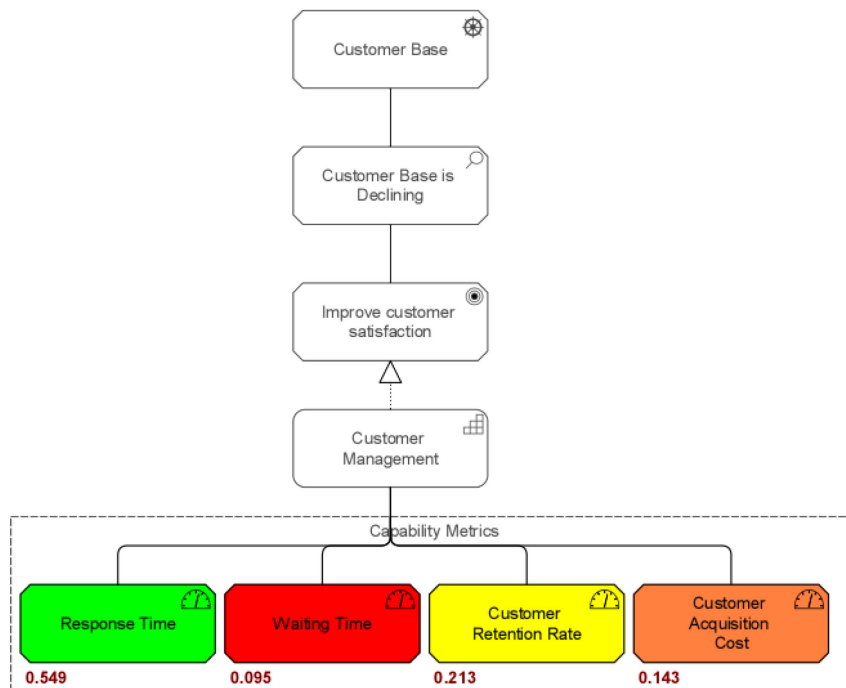 Customer Base
Customer Base is
Declining
Improve customer
satisfaction
Customer
Management
Capability Metrics
Response Time
Waiting Time
Customer
Retention Rate
Customer
Acquisition
Cost
0.549
0.095
0.213
0.143